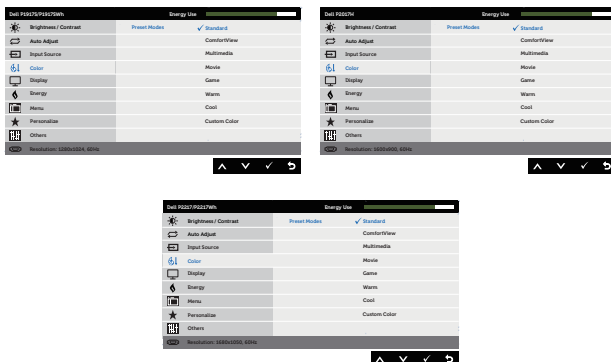 Dell P1917S/P1917SWh Energy Use
Brightness / Contrast Preset Modes ✓ Standard
Auto Adjust ComfortView
Input Source Multimedia
Color Movie
Display Game
Energy Warm
Menu Cool
Personalize Custom Color
Others
Resolution: 1280x1024, 60Hz
Dell P2017H Energy Use
Brightness / Contrast Preset Modes ✓ Standard
Auto Adjust ComfortView
Input Source Multimedia
Color Movie
Display Game
Energy Warm
Menu Cool
Personalize Custom Color
Others
Resolution: 1600x900, 60Hz
Dell P2217/P2217Wh Energy Use
Brightness / Contrast Preset Modes ✓ Standard
Auto Adjust ComfortView
Input Source Multimedia
Color Movie
Display Game
Energy Warm
Menu Cool
Personalize Custom Color
Others
Resolution: 1680x1050, 60Hz